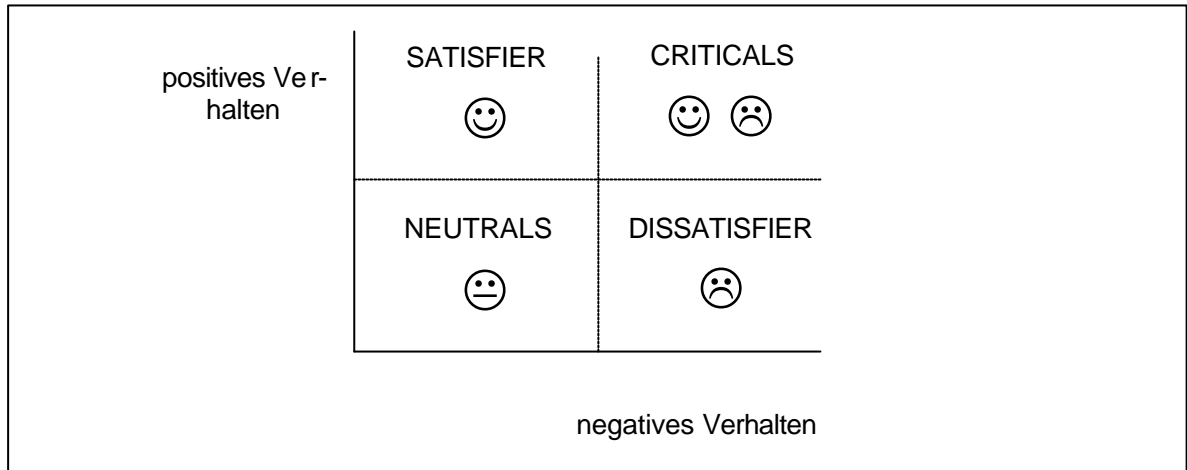 SATISFIER CRITICALS
positives Ver-
halten
NEUTRALS DISSATISFIER
negatives Verhalten